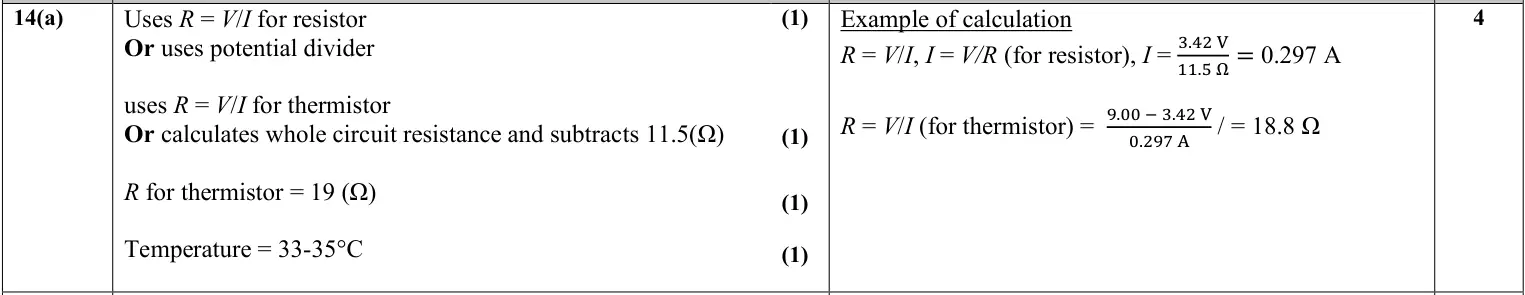 14(a)
Uses R = V/I for resistor (1)
Or uses potential divider
uses R = V/I for thermistor
Or calculates whole circuit resistance and subtracts 11.5(Ω) (1)
R for thermistor = 19 (Ω)
(1)
Temperature = 33-35°C
(1)
Example of calculation
R = V/I, I = V/R (for resistor), I = 3.42 V / 11.5 Ω = 0.297 A
R = V/I (for thermistor) = 9.00 − 3.42 V / 0.297 A / = 18.8 Ω
4